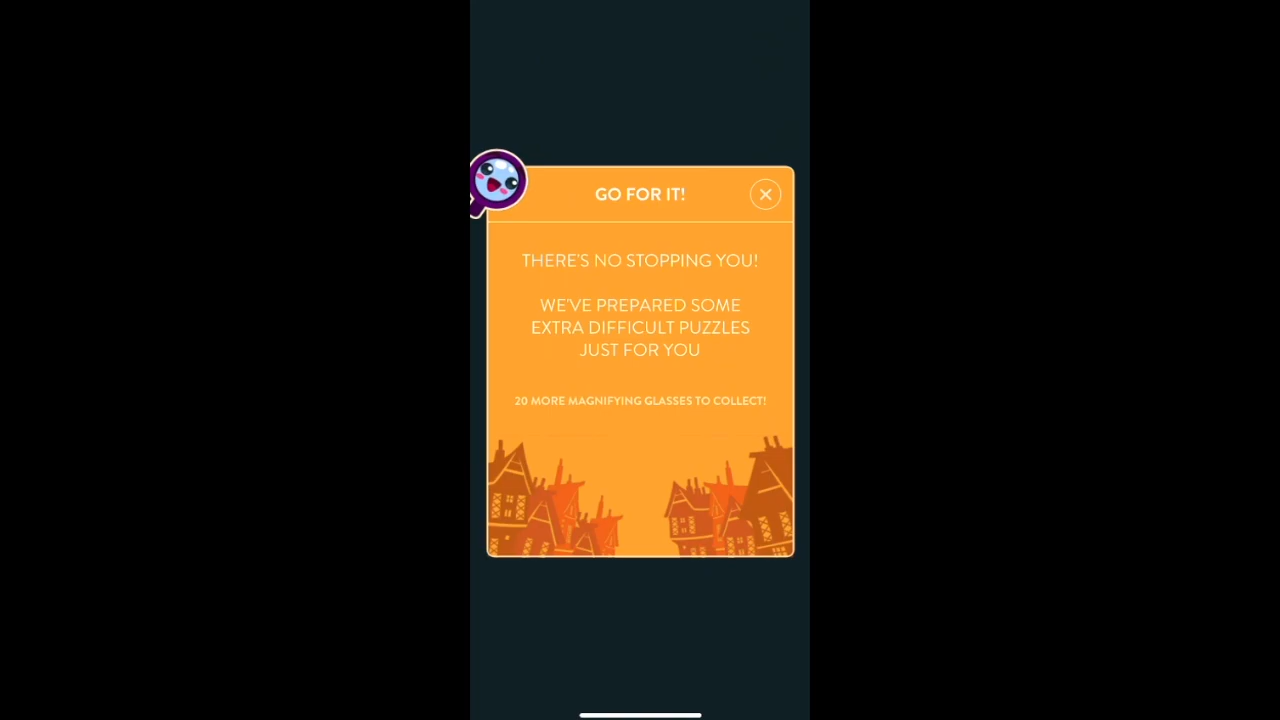 GO FOR IT!
THERE'S NO STOPPING YOU!
WE'VE PREPARED SOME
EXTRA DIFFICULT PUZZLES
JUST FOR YOU
20 MORE MAGNIFYING GLASSES TO COLLECT!